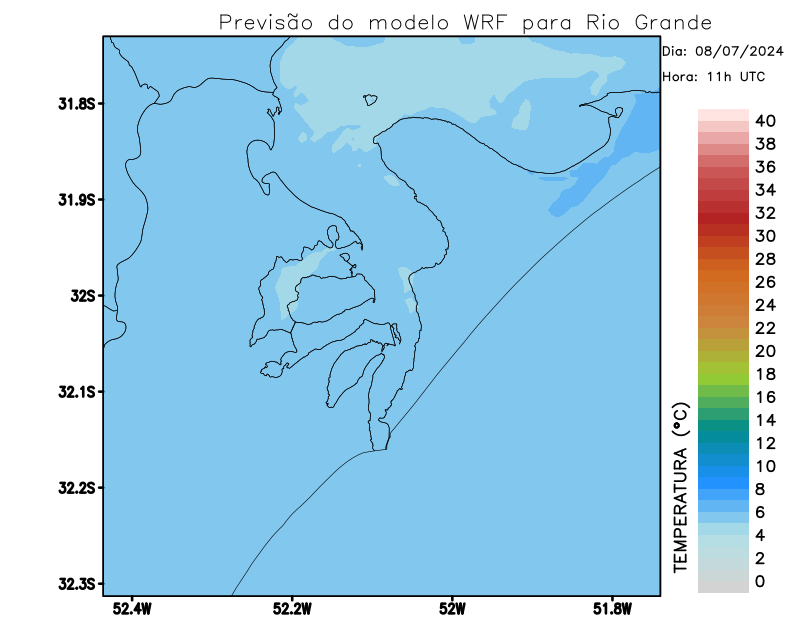 Previsão do modelo WRF para Rio Grande
Dia: 08/07/2024
Hora: 11h UTC
31.8S
31.9S
32S
32.1S
32.2S
32.3S
52.4W
52.2W
52W
51.8W
TEMPERATURA (°C)
40
38
36
34
32
30
28
26
24
22
20
18
16
14
12
10
8
6
4
2
0